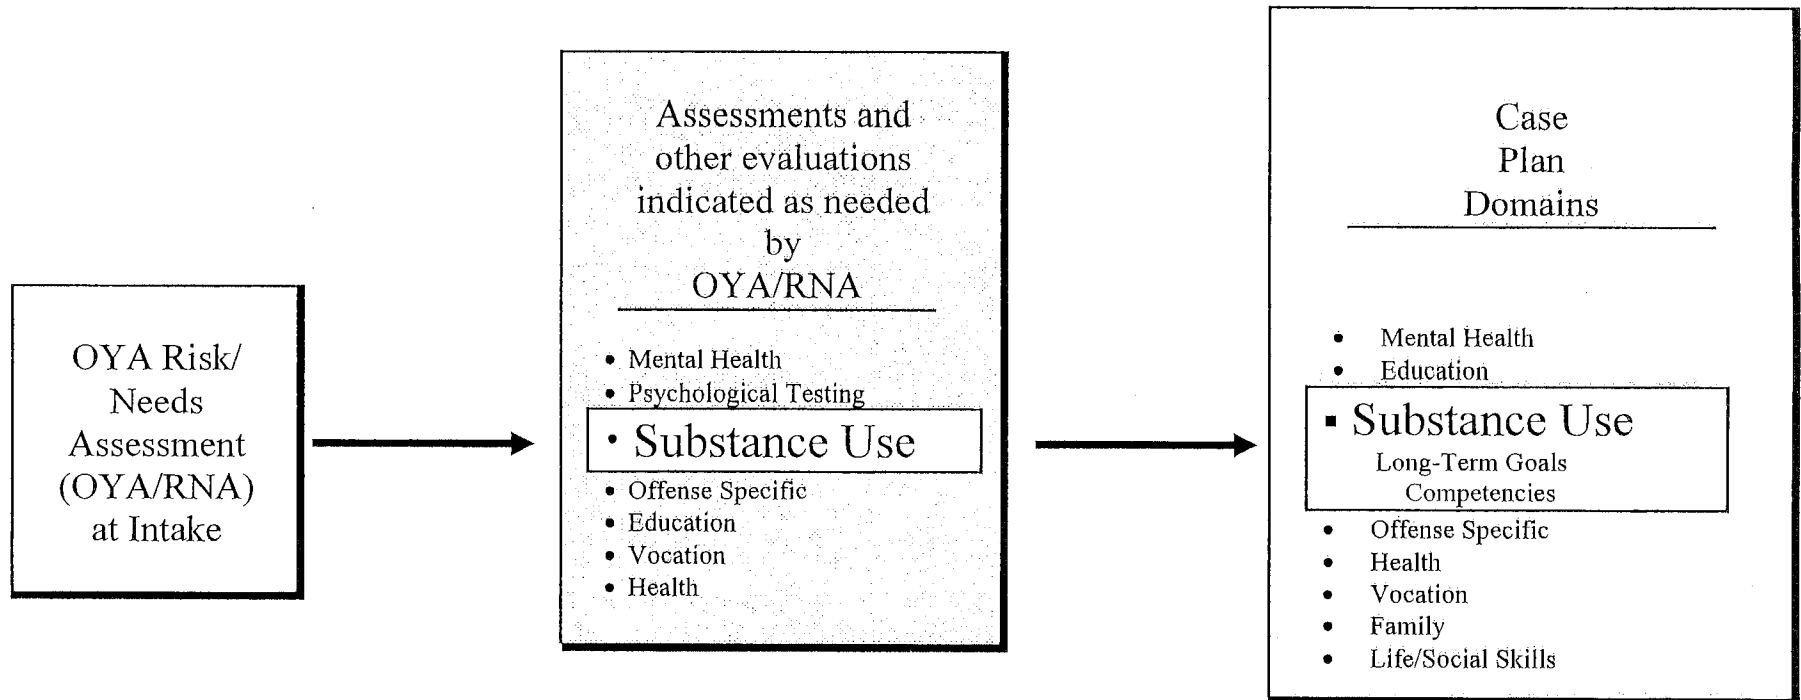 OYA Risk/
Needs
Assessment
(OYA/RNA)
at Intake
Assessments and
other evaluations
indicated as needed
by
OYA/RNA
• Mental Health
• Psychological Testing
• Substance Use
• Offense Specific
• Education
• Vocation
• Health
Case
Plan
Domains
• Mental Health
• Education
▪ Substance Use
Long-Term Goals
Competencies
• Offense Specific
• Health
• Vocation
• Family
• Life/Social Skills